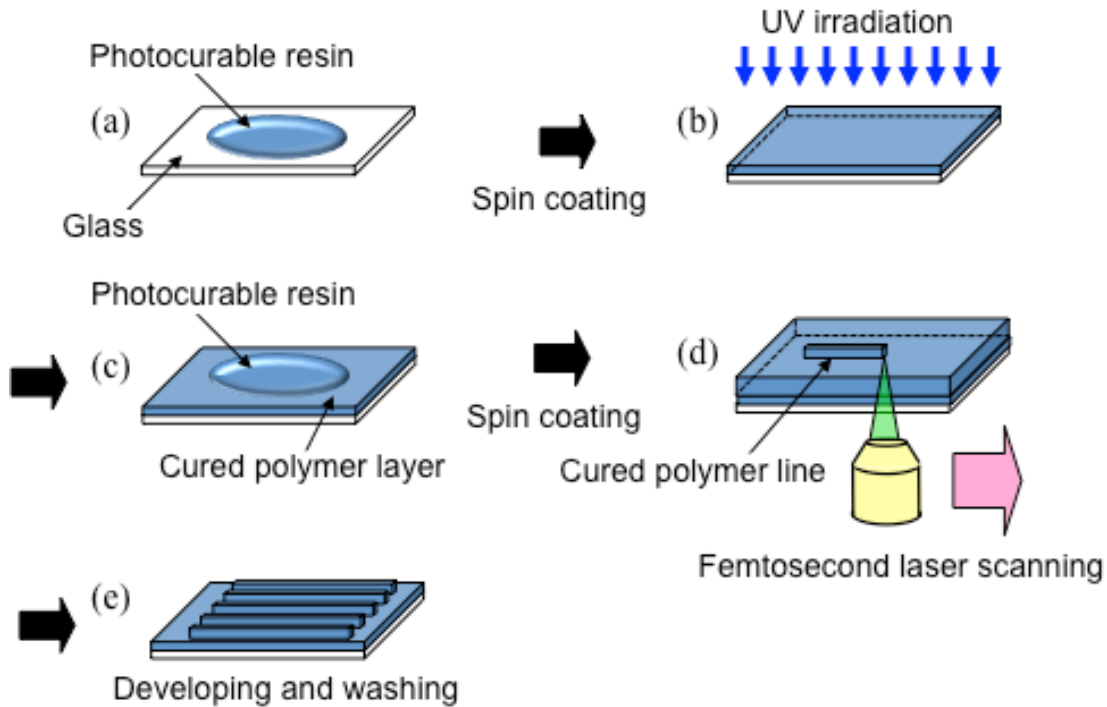 UV irradiation
Photocurable resin
(a)
(b)
Spin coating
Glass
Photocurable resin
(c)
(d)
Spin coating
Cured polymer layer
Cured polymer line
Femtosecond laser scanning
(e)
Developing and washing